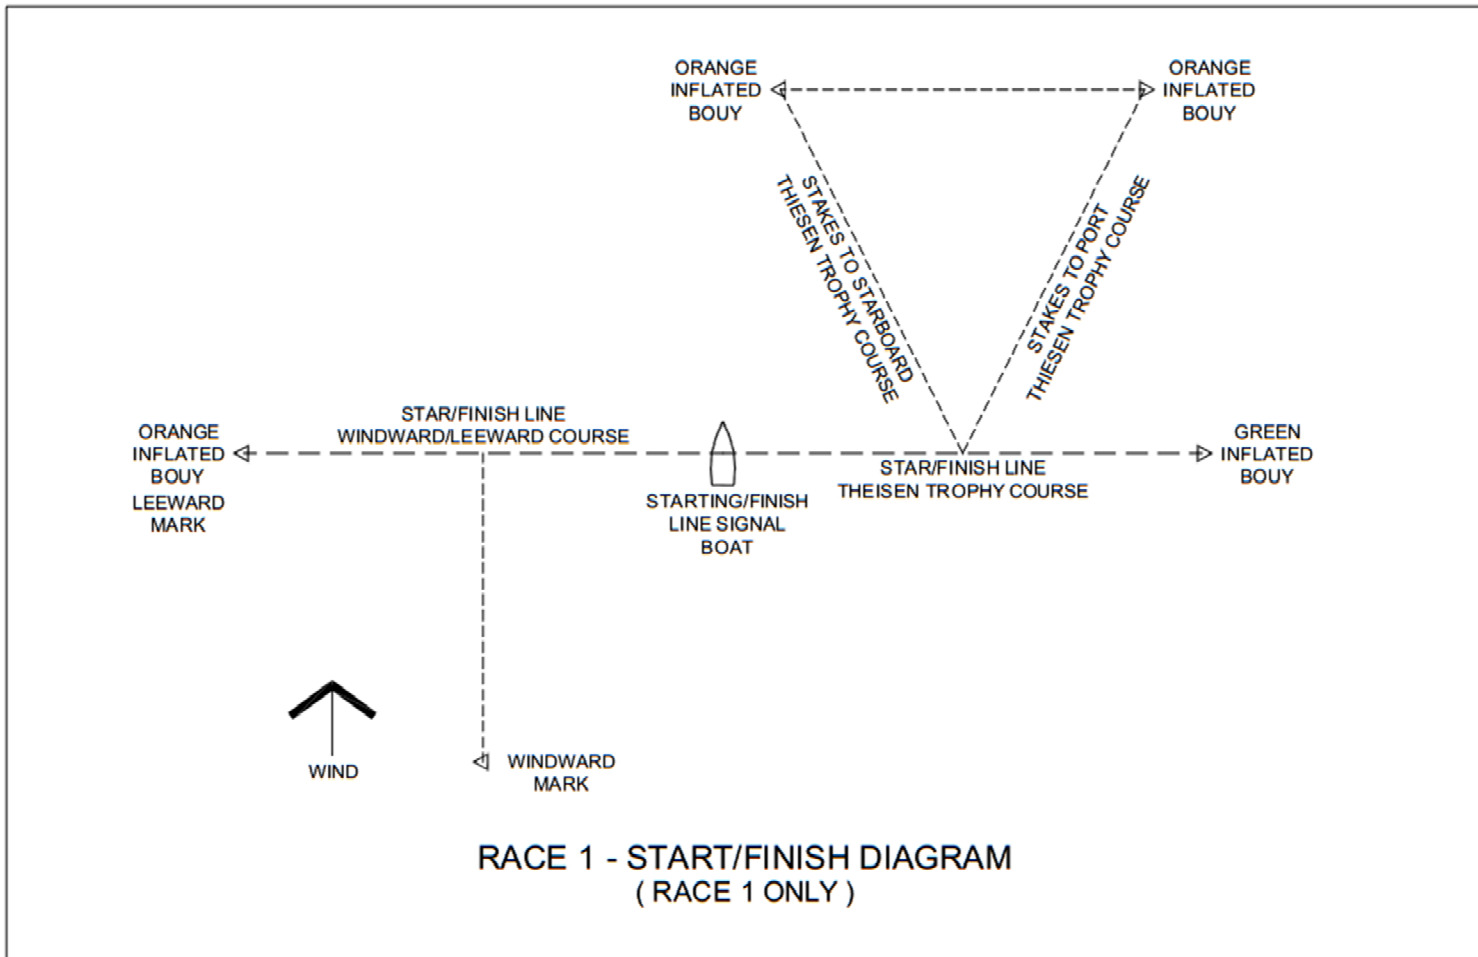 ORANGE
INFLATED
BOUY
ORANGE
INFLATED
BOUY
STAKES TO STARBOARD
THIESEN TROPHY COURSE
STAKES TO PORT
THIESEN TROPHY COURSE
STAR/FINISH LINE
WINDWARD/LEEWARD COURSE
ORANGE
INFLATED
BOUY
LEEWARD
MARK
STARTING/FINISH
LINE SIGNAL
BOAT
STAR/FINISH LINE
THEISEN TROPHY COURSE
GREEN
INFLATED
BOUY
WIND
WINDWARD
MARK
RACE 1 - START/FINISH DIAGRAM
( RACE 1 ONLY )